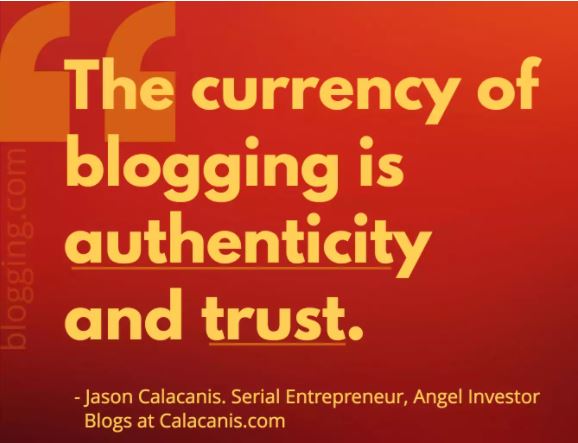 The currency of
blogging is
authenticity
and trust.
- Jason Calacanis. Serial Entrepreneur, Angel Investor
Blogs at Calacanis.com
blogging.com